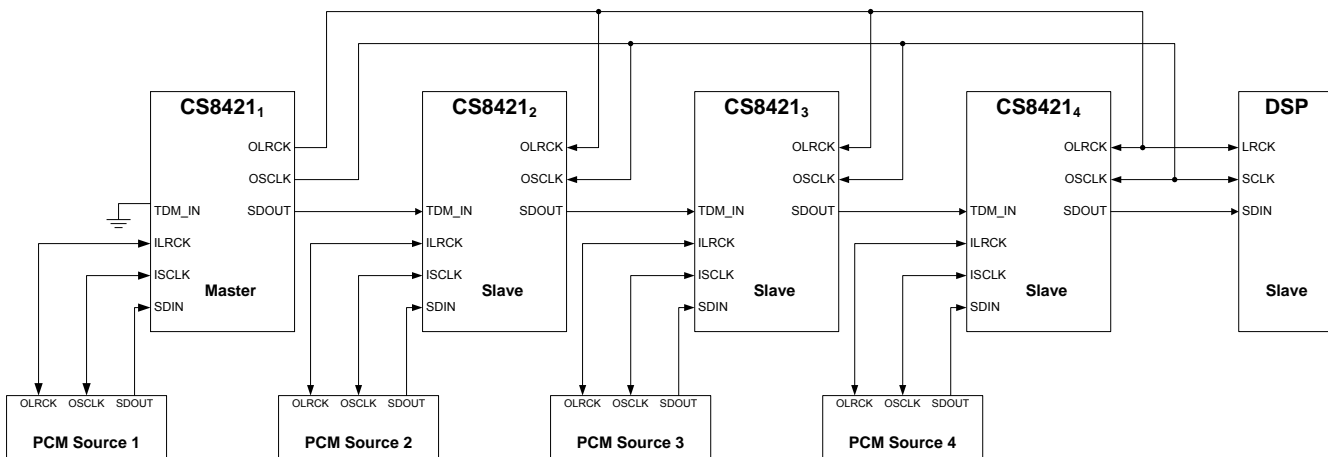 CS8421₁
OLRCK
OSCLK
TDM_IN
SDOUT
ILRCK
ISCLK
Master
SDIN
CS8421₂
OLRCK
OSCLK
TDM_IN
SDOUT
ILRCK
ISCLK
Slave
SDIN
CS8421₃
OLRCK
OSCLK
TDM_IN
SDOUT
ILRCK
ISCLK
Slave
SDIN
CS8421₄
OLRCK
OSCLK
TDM_IN
SDOUT
ILRCK
ISCLK
Slave
SDIN
DSP
LRCK
SCLK
SDIN
Slave
OLRCK OSCLK SDOUT
PCM Source 1
OLRCK OSCLK SDOUT
PCM Source 2
OLRCK OSCLK SDOUT
PCM Source 3
OLRCK OSCLK SDOUT
PCM Source 4